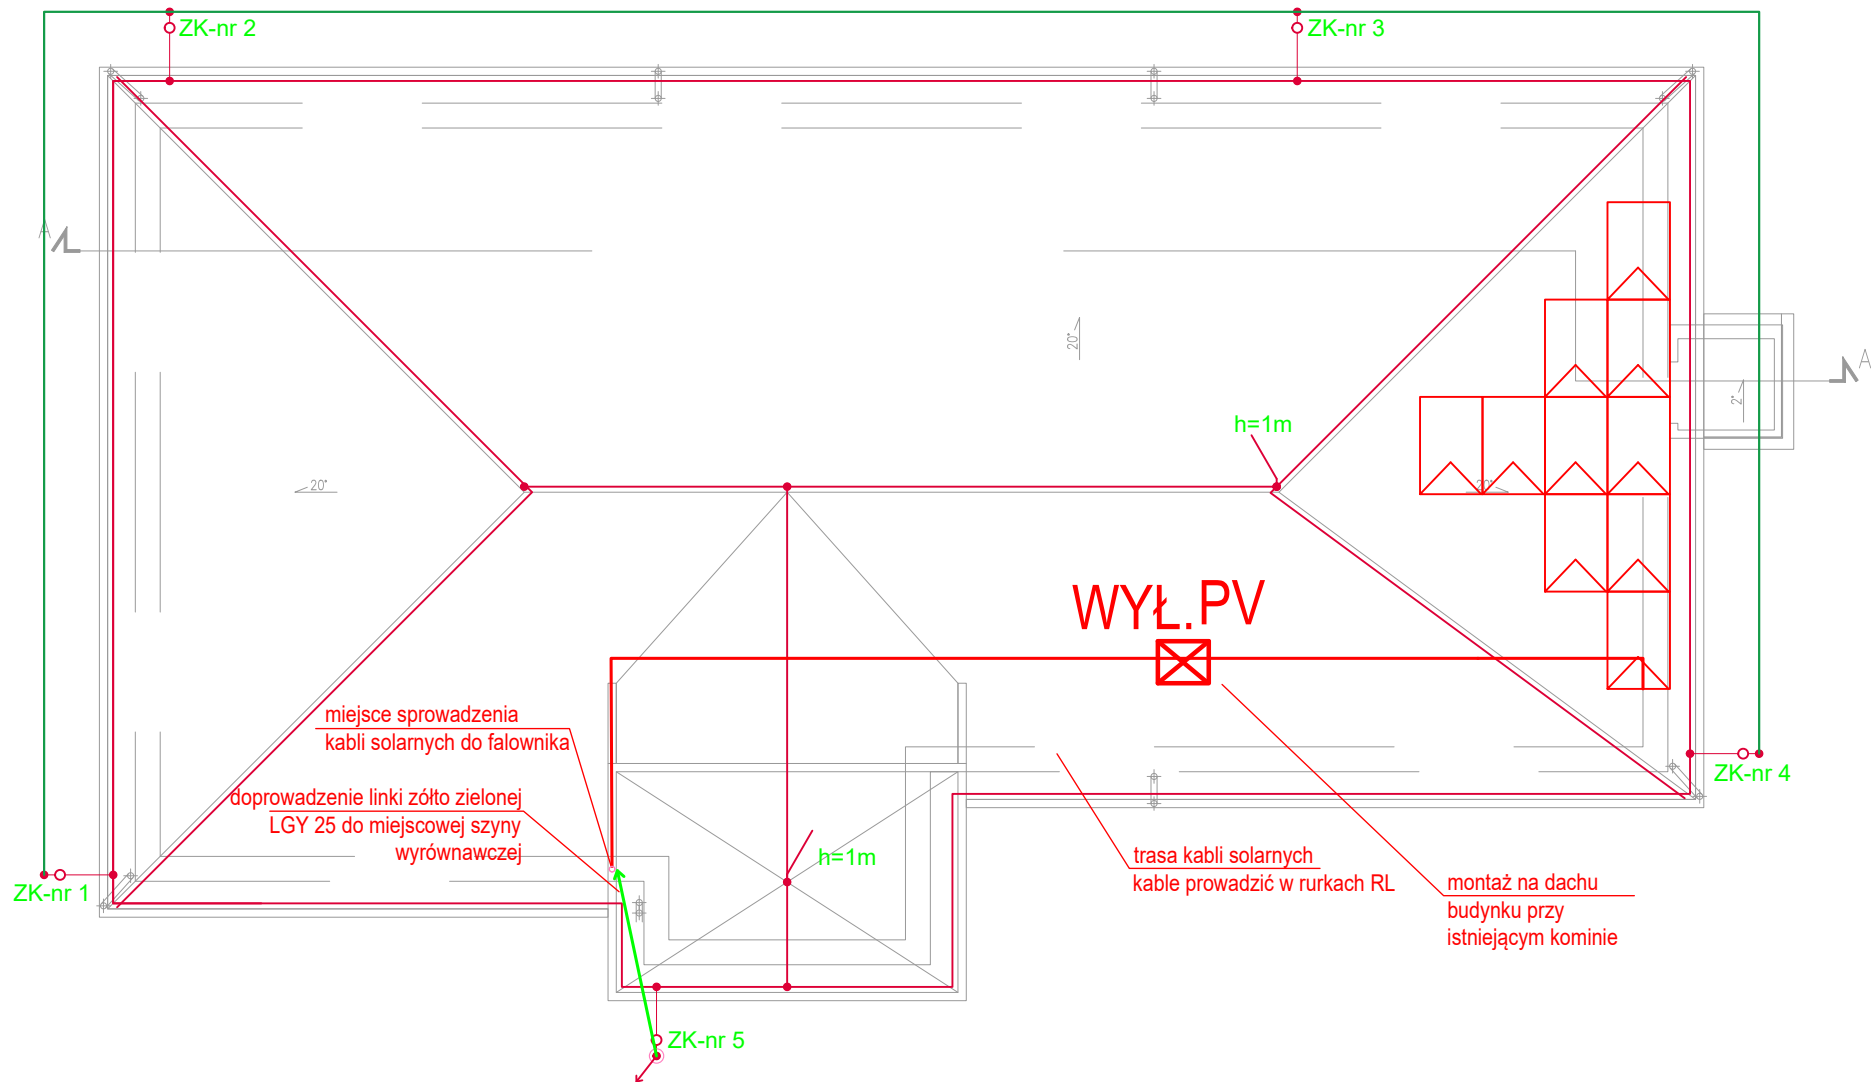 ZK-nr 2
ZK-nr 3
A
20°
A
2°
h=1m
20°
20°
WYŁ.PV
miejsce sprowadzenia
kabli solarnych do falownika
ZK-nr 4
doprowadzenie linki zółto zielonej
LGY 25 do miejscowej szyny
wyrównawczej
h=1m
trasa kabli solarnych
kable prowadzić w rurkach RL
montaż na dachu
budynku przy
istniejącym kominie
ZK-nr 1
ZK-nr 5